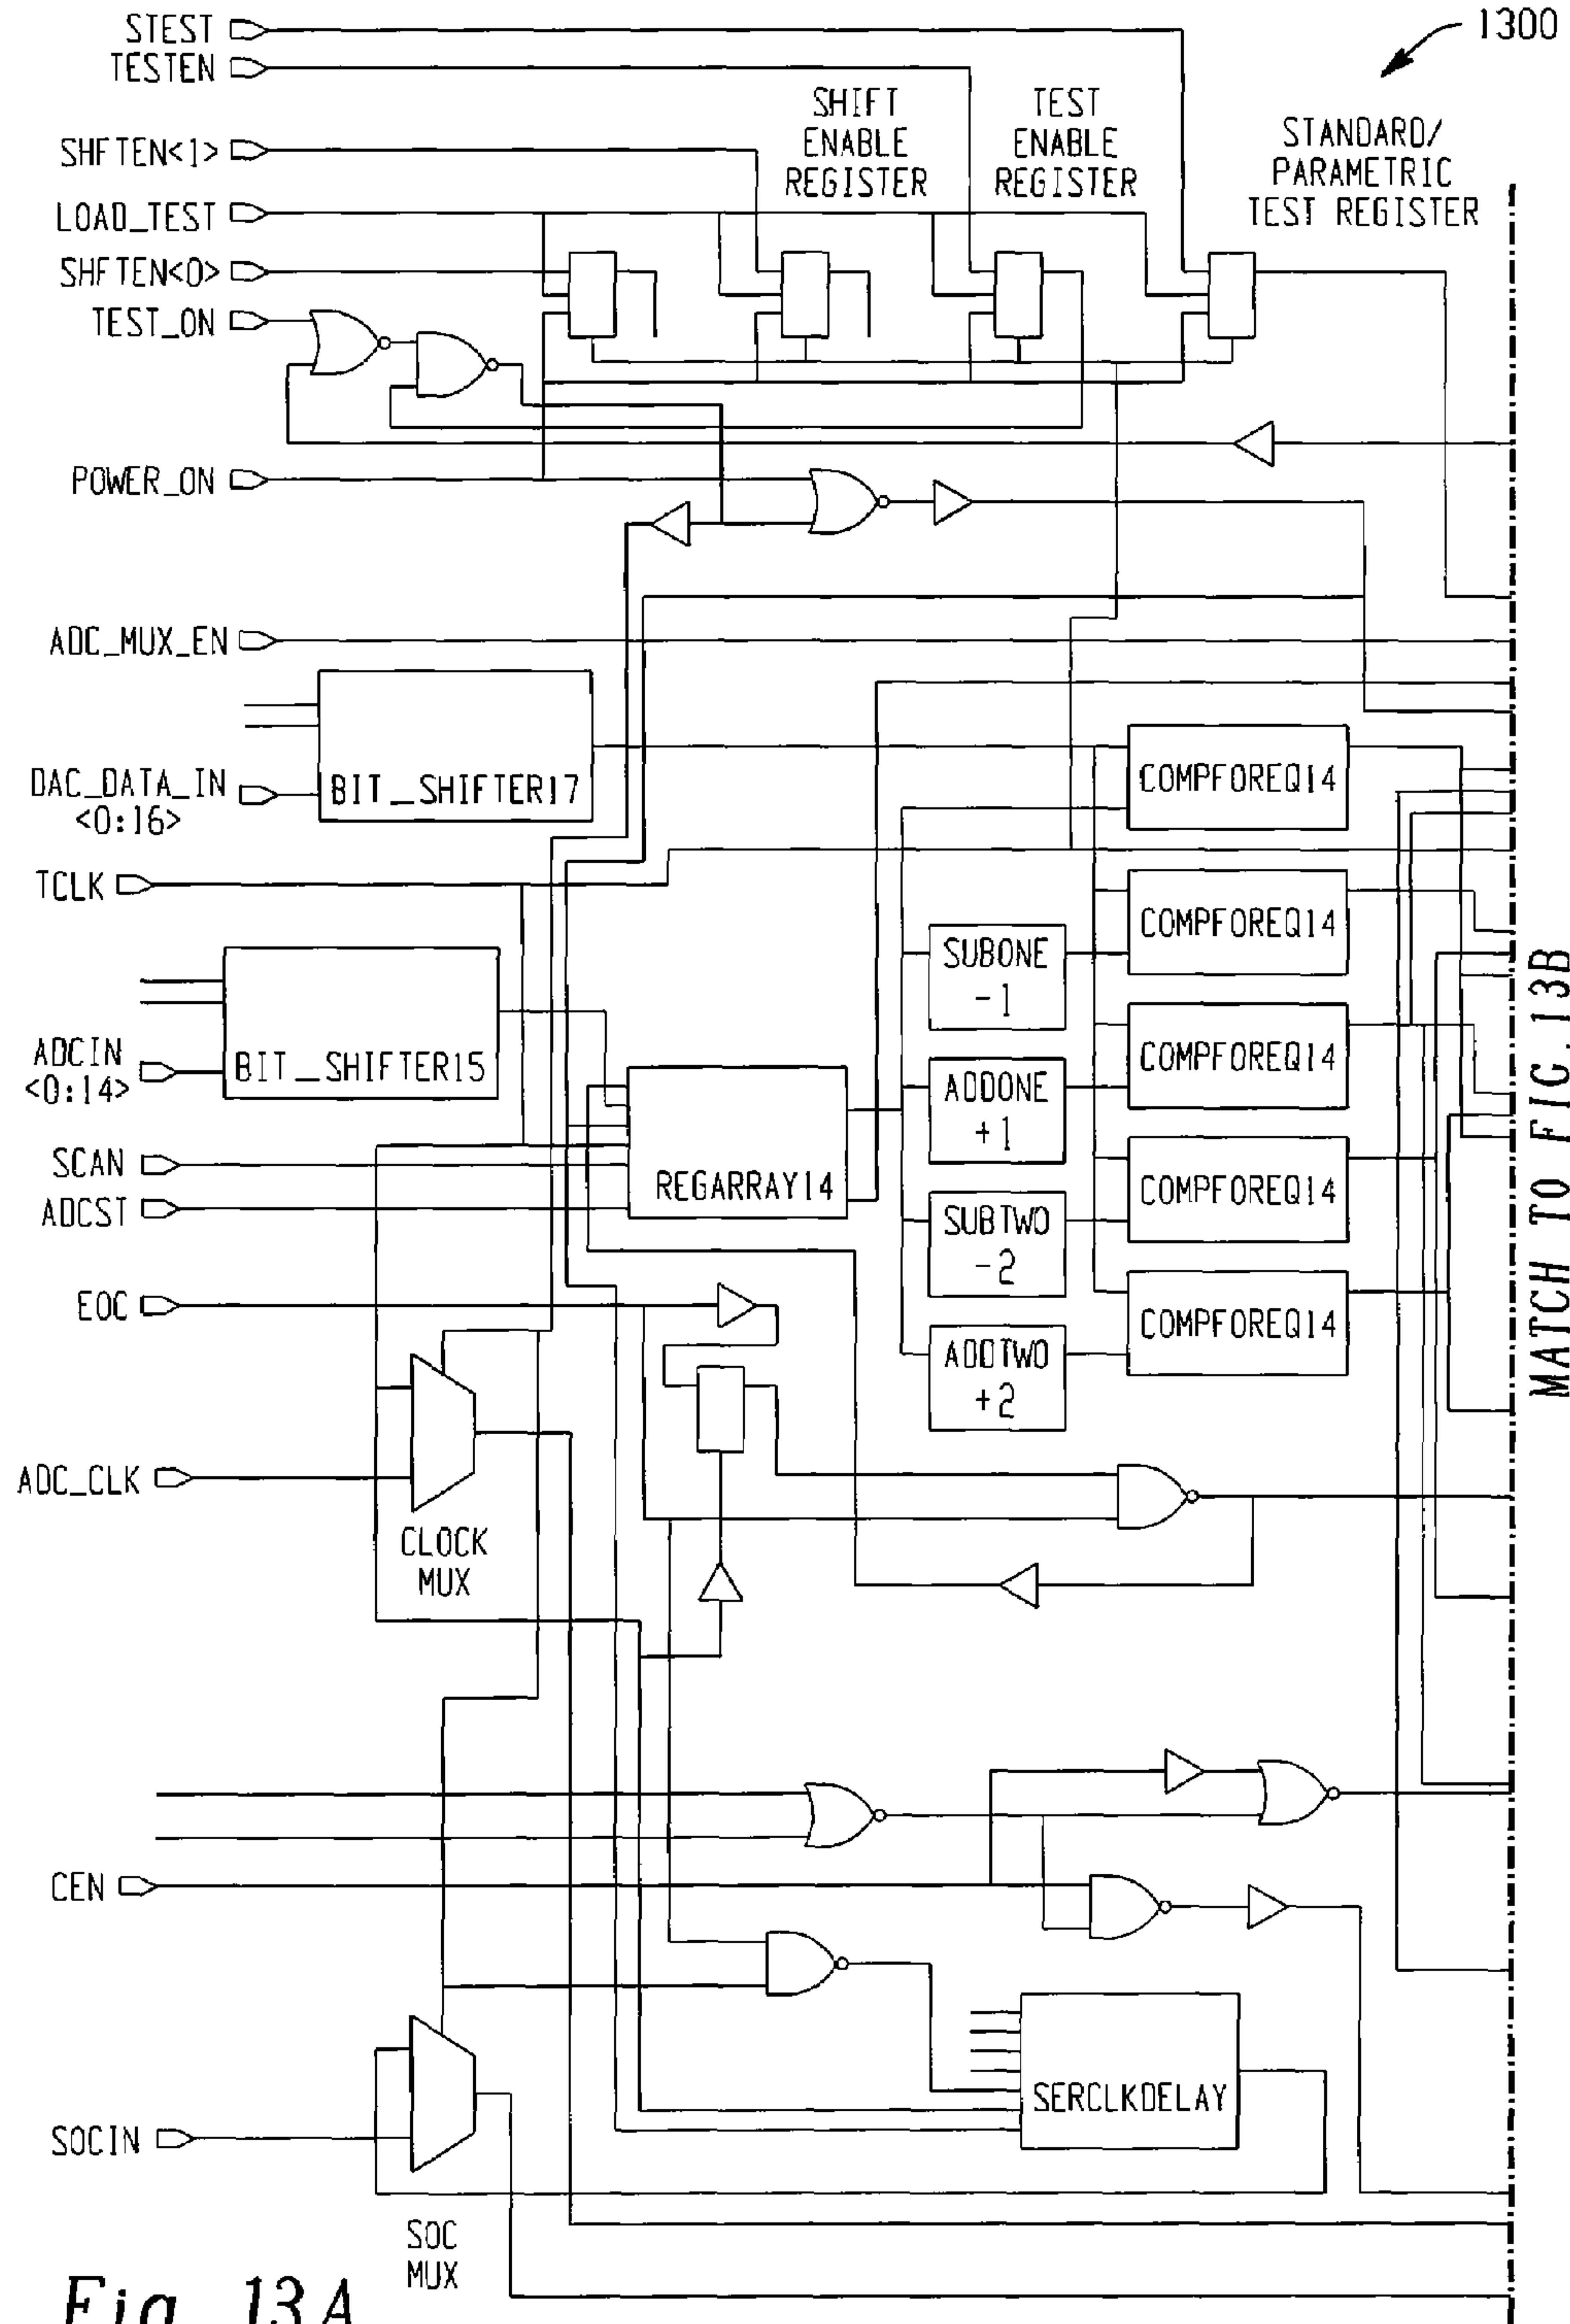 1300
STEST
TESTEN
SHFTEN<1>
LOAD_TEST
SHFTEN<0>
TEST_ON
SHIFT
ENABLE
REGISTER
TEST
ENABLE
REGISTER
STANDARD/
PARAMETRIC
TEST REGISTER
POWER_ON
ADC_MUX_EN
BIT_SHIFTER17
DAC_DATA_IN
<0:16>
TCLK
BIT_SHIFTER15
ADCIN
<0:14>
SCAN
ADCST
REGARRAY14
COMPFOREQ14
SUBONE
-1
COMPFOREQ14
ADDONE
+1
COMPFOREQ14
SUBTWO
-2
COMPFOREQ14
ADDTWO
+2
COMPFOREQ14
EOC
ADC_CLK
CLOCK
MUX
CEN
SERCLKDELAY
SOCIN
SOC
MUX
MATCH TO FIG.13B
Fig. 13A